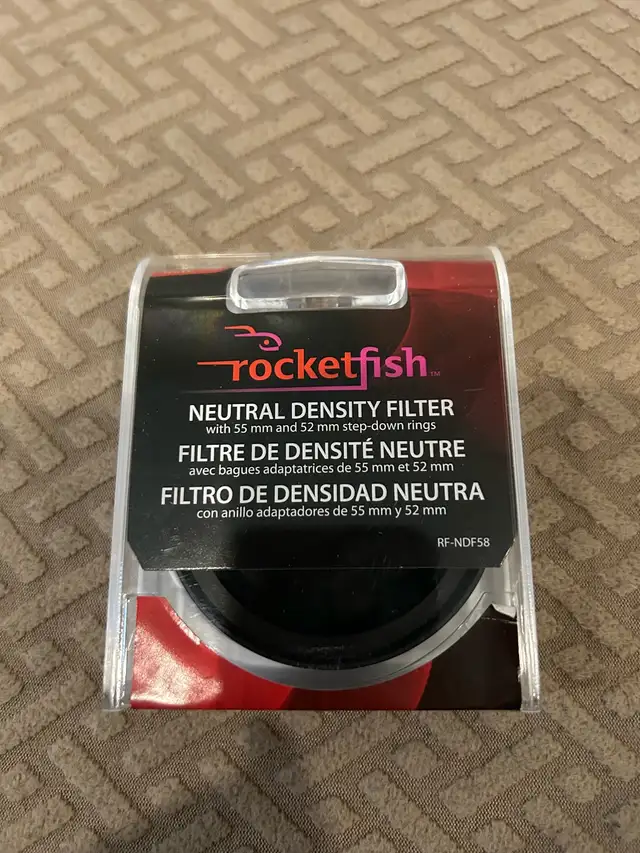 rocketfish™
NEUTRAL DENSITY FILTER
with 55 mm and 52 mm step-down rings
FILTRE DE DENSITÉ NEUTRE
avec bagues adaptatrices de 55 mm et 52 mm
FILTRO DE DENSIDAD NEUTRA
con anillo adaptadores de 55 mm y 52 mm
RF-NDF58